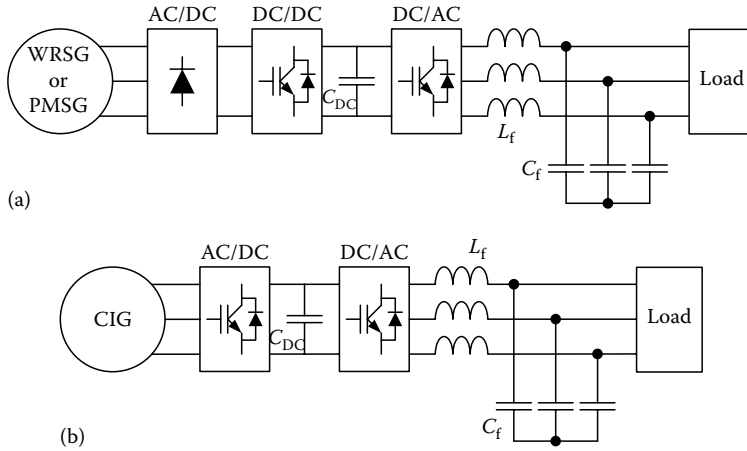 AC/DC
DC/DC
DC/AC
WRSG
or
PMSG
C_DC
L_f
Load
C_f
(a)
AC/DC
DC/AC
L_f
CIG
C_DC
Load
C_f
(b)